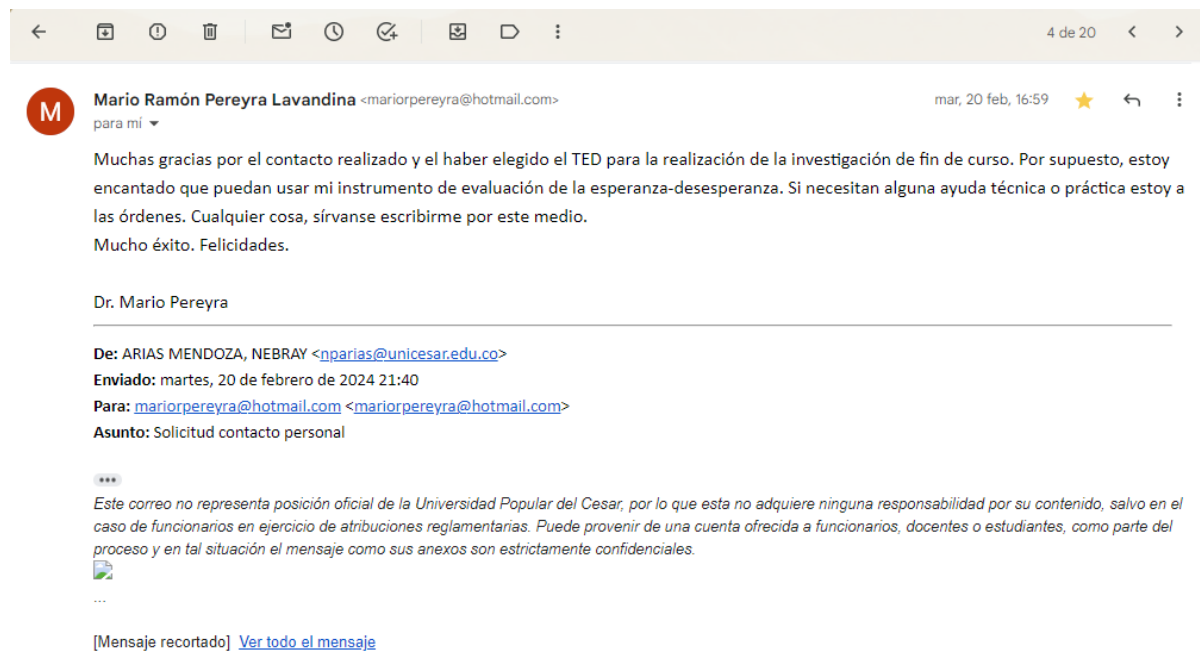 4 de 20
M
Mario Ramón Pereyra Lavandina <mariorpereyra@hotmail.com>
mar, 20 feb, 16:59
para mí
Muchas gracias por el contacto realizado y el haber elegido el TED para la realización de la investigación de fin de curso. Por supuesto, estoy
encantado que puedan usar mi instrumento de evaluación de la esperanza-desesperanza. Si necesitan alguna ayuda técnica o práctica estoy a
las órdenes. Cualquier cosa, sírvanse escribirme por este medio.
Mucho éxito. Felicidades.
Dr. Mario Pereyra
De: ARIAS MENDOZA, NEBRAY <nparias@unicesar.edu.co>
Enviado: martes, 20 de febrero de 2024 21:40
Para: mariorpereyra@hotmail.com <mariorpereyra@hotmail.com>
Asunto: Solicitud contacto personal
•••
Este correo no representa posición oficial de la Universidad Popular del Cesar, por lo que esta no adquiere ninguna responsabilidad por su contenido, salvo en el
caso de funcionarios en ejercicio de atribuciones reglamentarias. Puede provenir de una cuenta ofrecida a funcionarios, docentes o estudiantes, como parte del
proceso y en tal situación el mensaje como sus anexos son estrictamente confidenciales.
...
[Mensaje recortado] Ver todo el mensaje